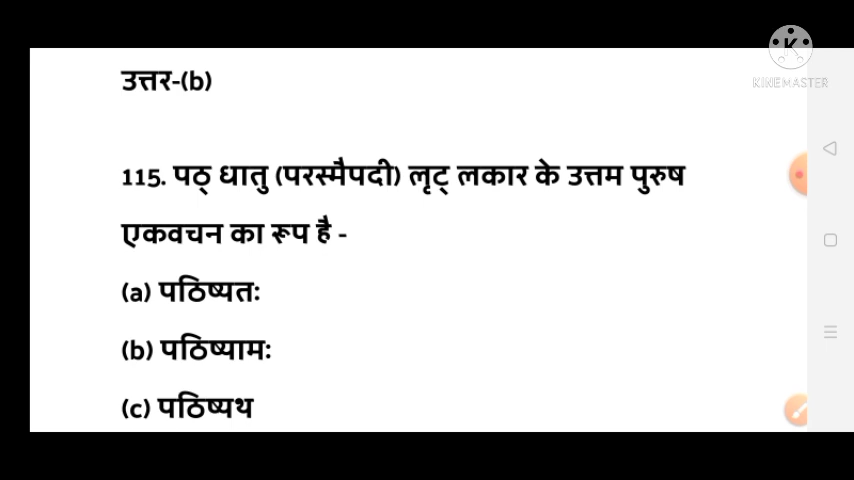 KINEMASTER
उत्तर-(b)
115. पठ् धातु (परस्मैपदी) लृट् लकार के उत्तम पुरुष
एकवचन का रूप है -
(a) पठिष्यतः
(b) पठिष्यामः
(c) पठिष्यथ